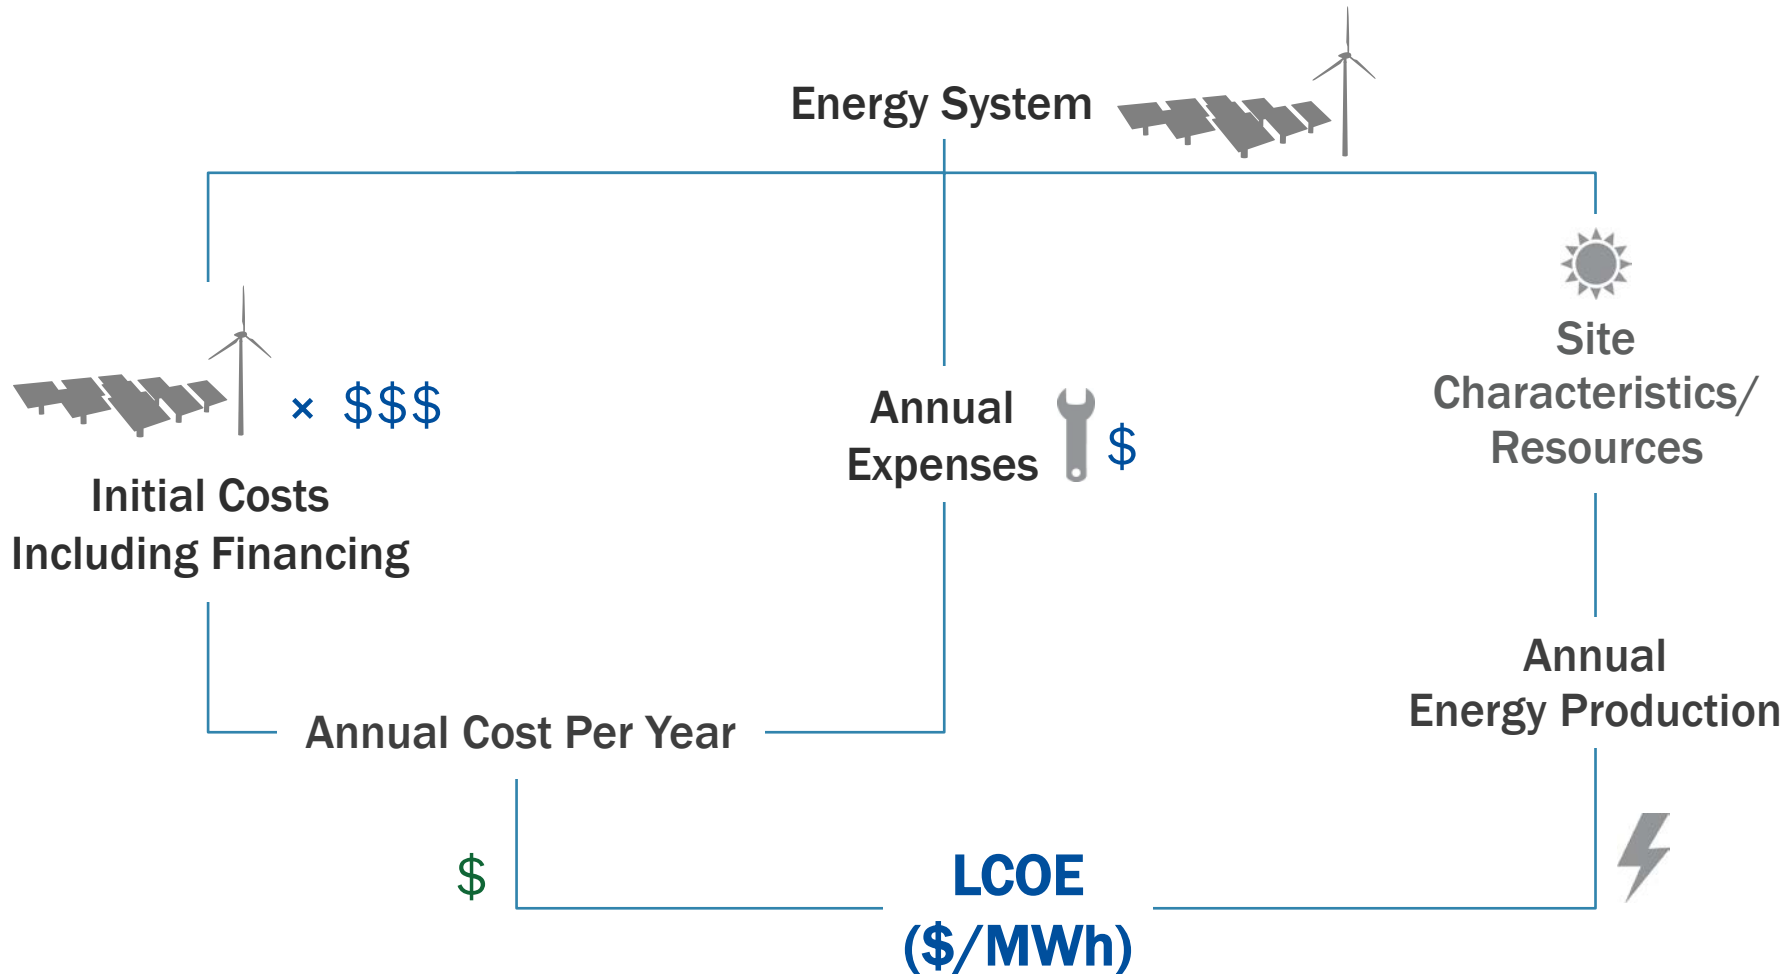 Energy System
× $$$
Initial Costs
Including Financing
Annual
Expenses
$
Site
Characteristics/
Resources
Annual Cost Per Year
Annual
Energy Production
$
LCOE
($/MWh)